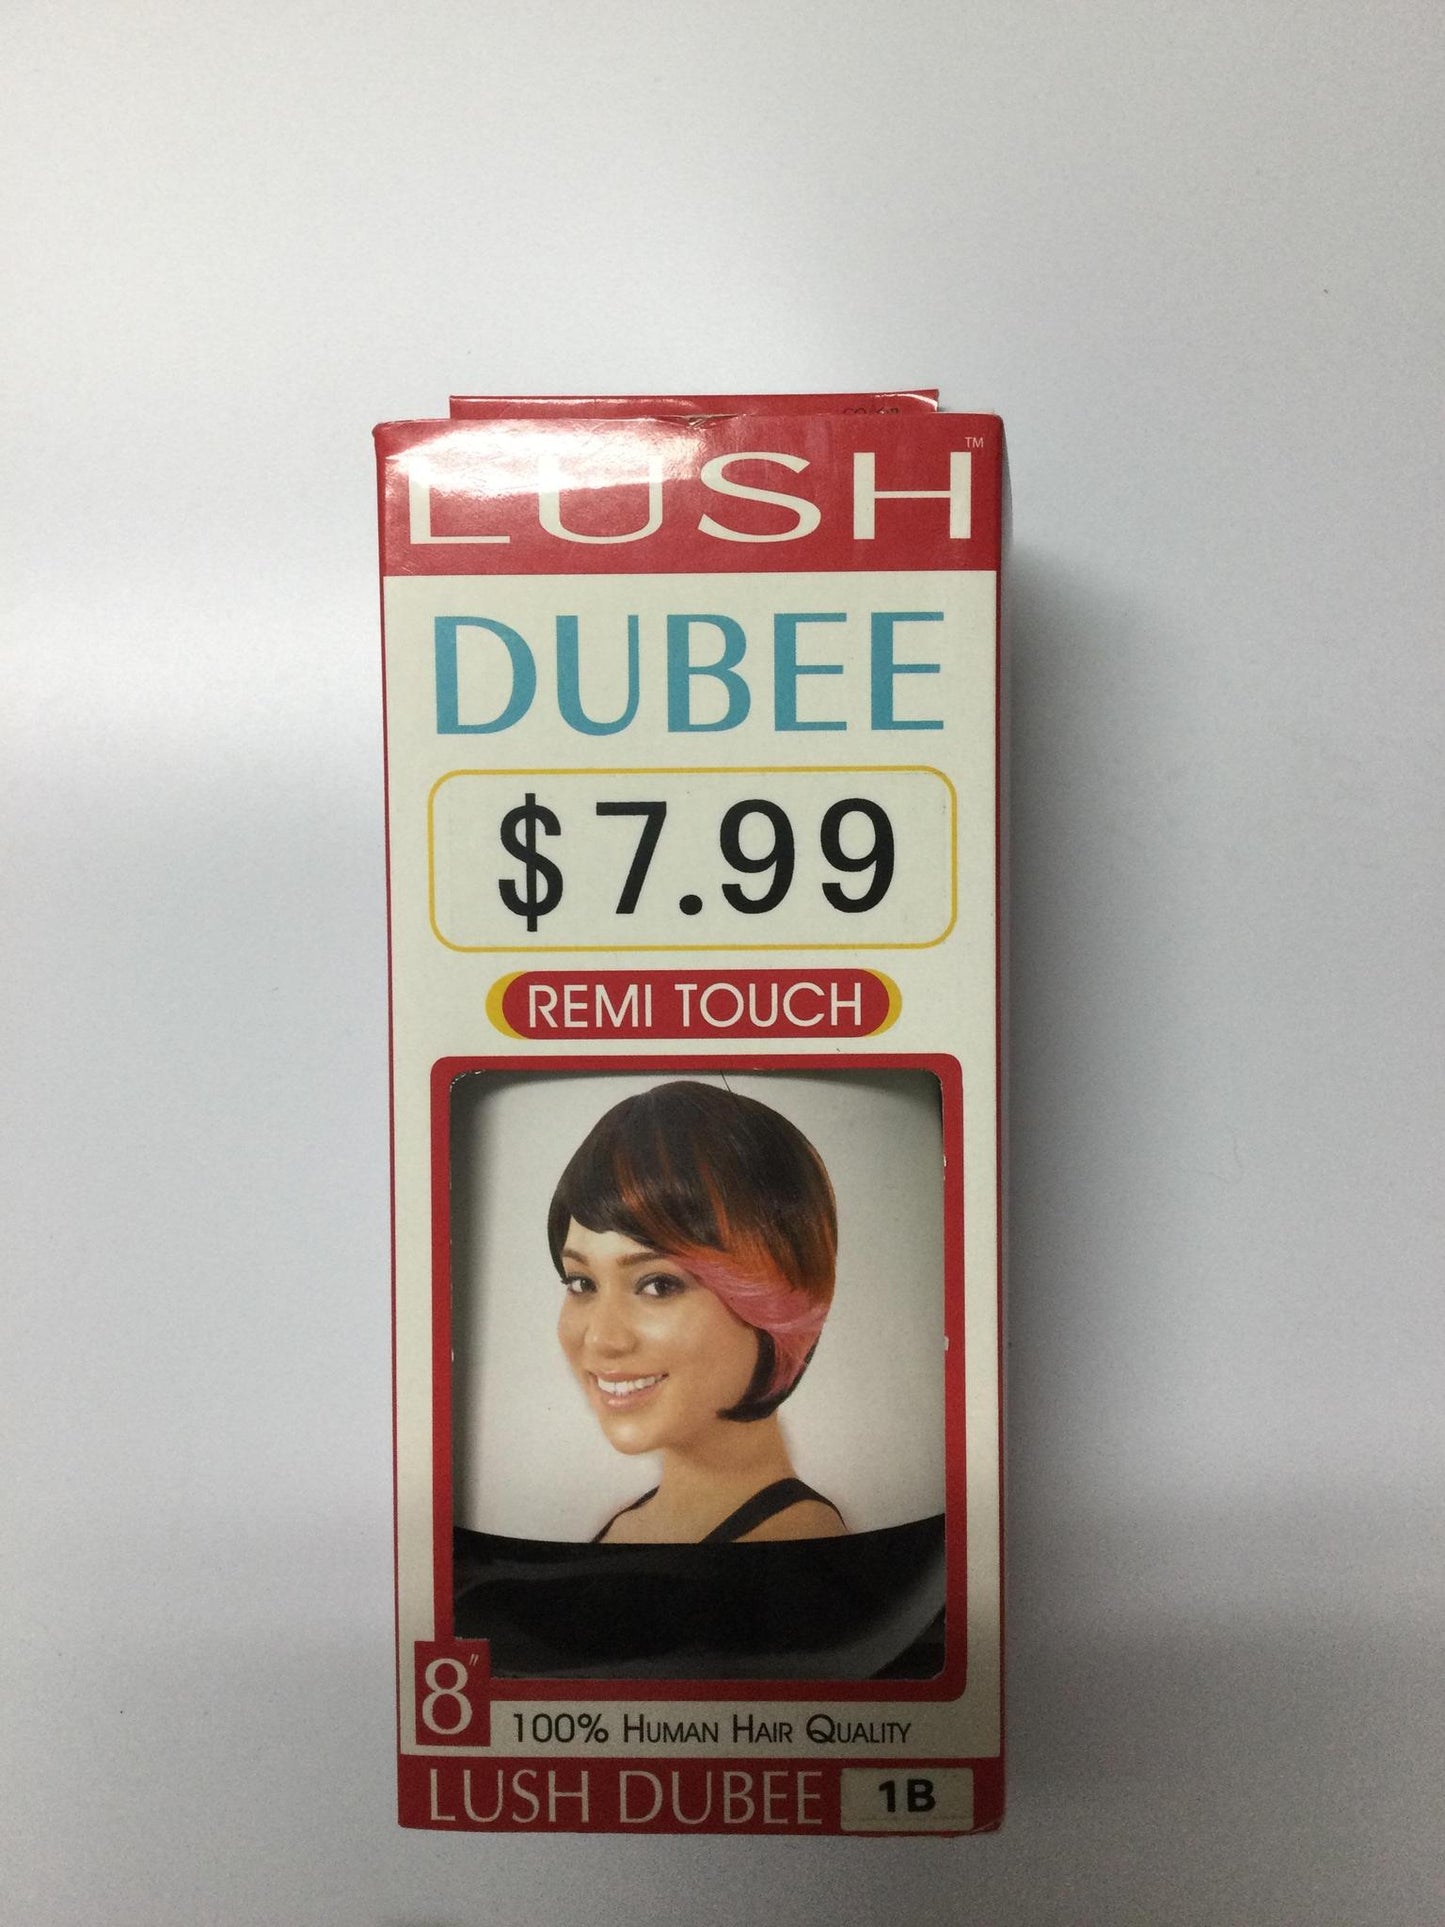 LUSH™
DUBEE
$7.99
REMI TOUCH
8"
100% HUMAN HAIR QUALITY
LUSH DUBEE 1B